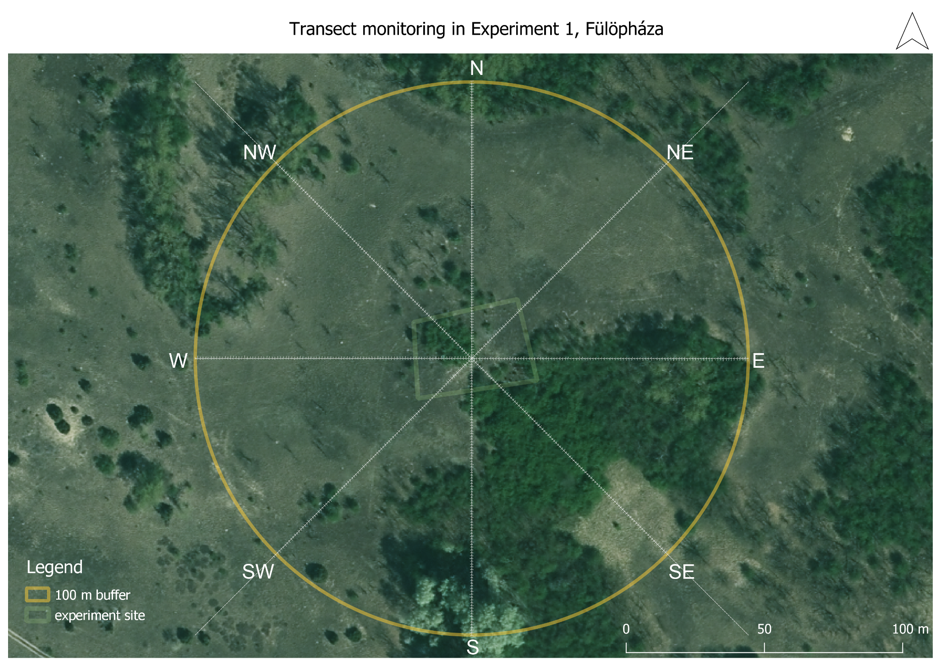 Transect monitoring in Experiment 1, Fülöpháza
N
NW
NE
W
E
SW
SE
S
Legend
100 m buffer
experiment site
0 50 100 m